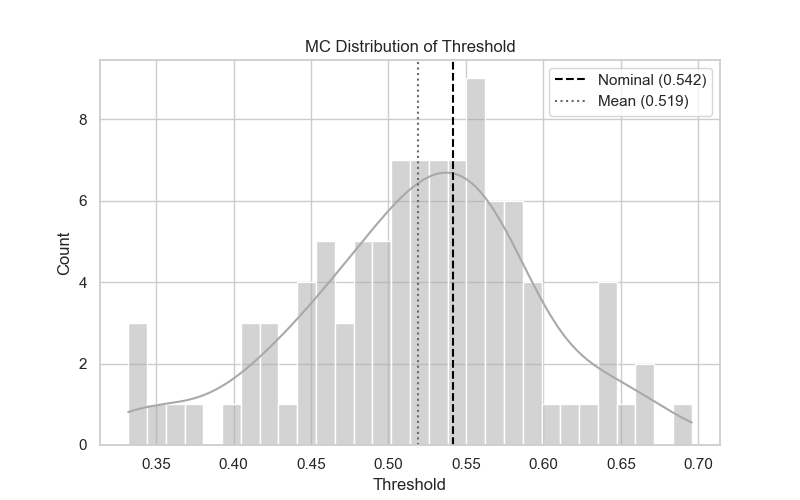 MC Distribution of Threshold
Nominal (0.542)
Mean (0.519)
Count
8
6
4
2
0
0.35 0.40 0.45 0.50 0.55 0.60 0.65 0.70
Threshold